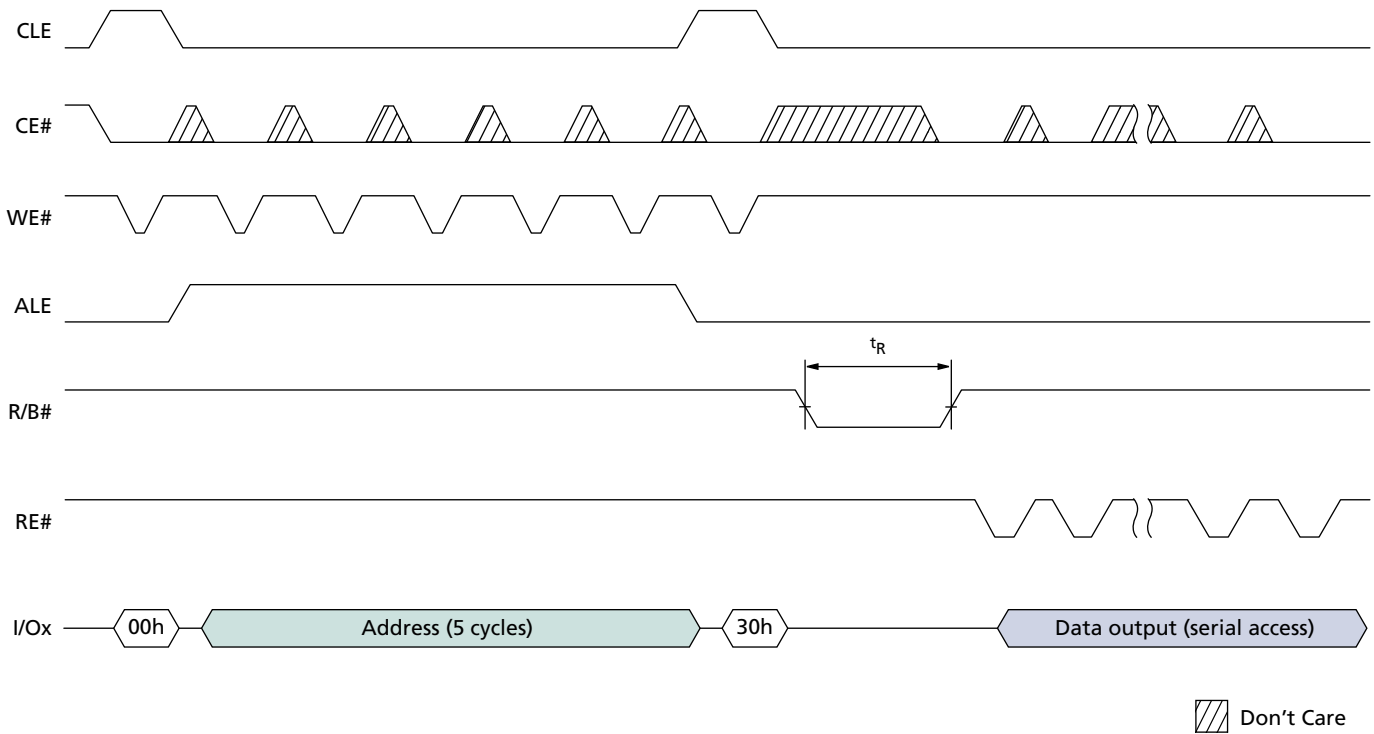 CLE
CE#
WE#
ALE
tR
R/B#
RE#
I/Ox 00h Address (5 cycles) 30h Data output (serial access)
Don't Care